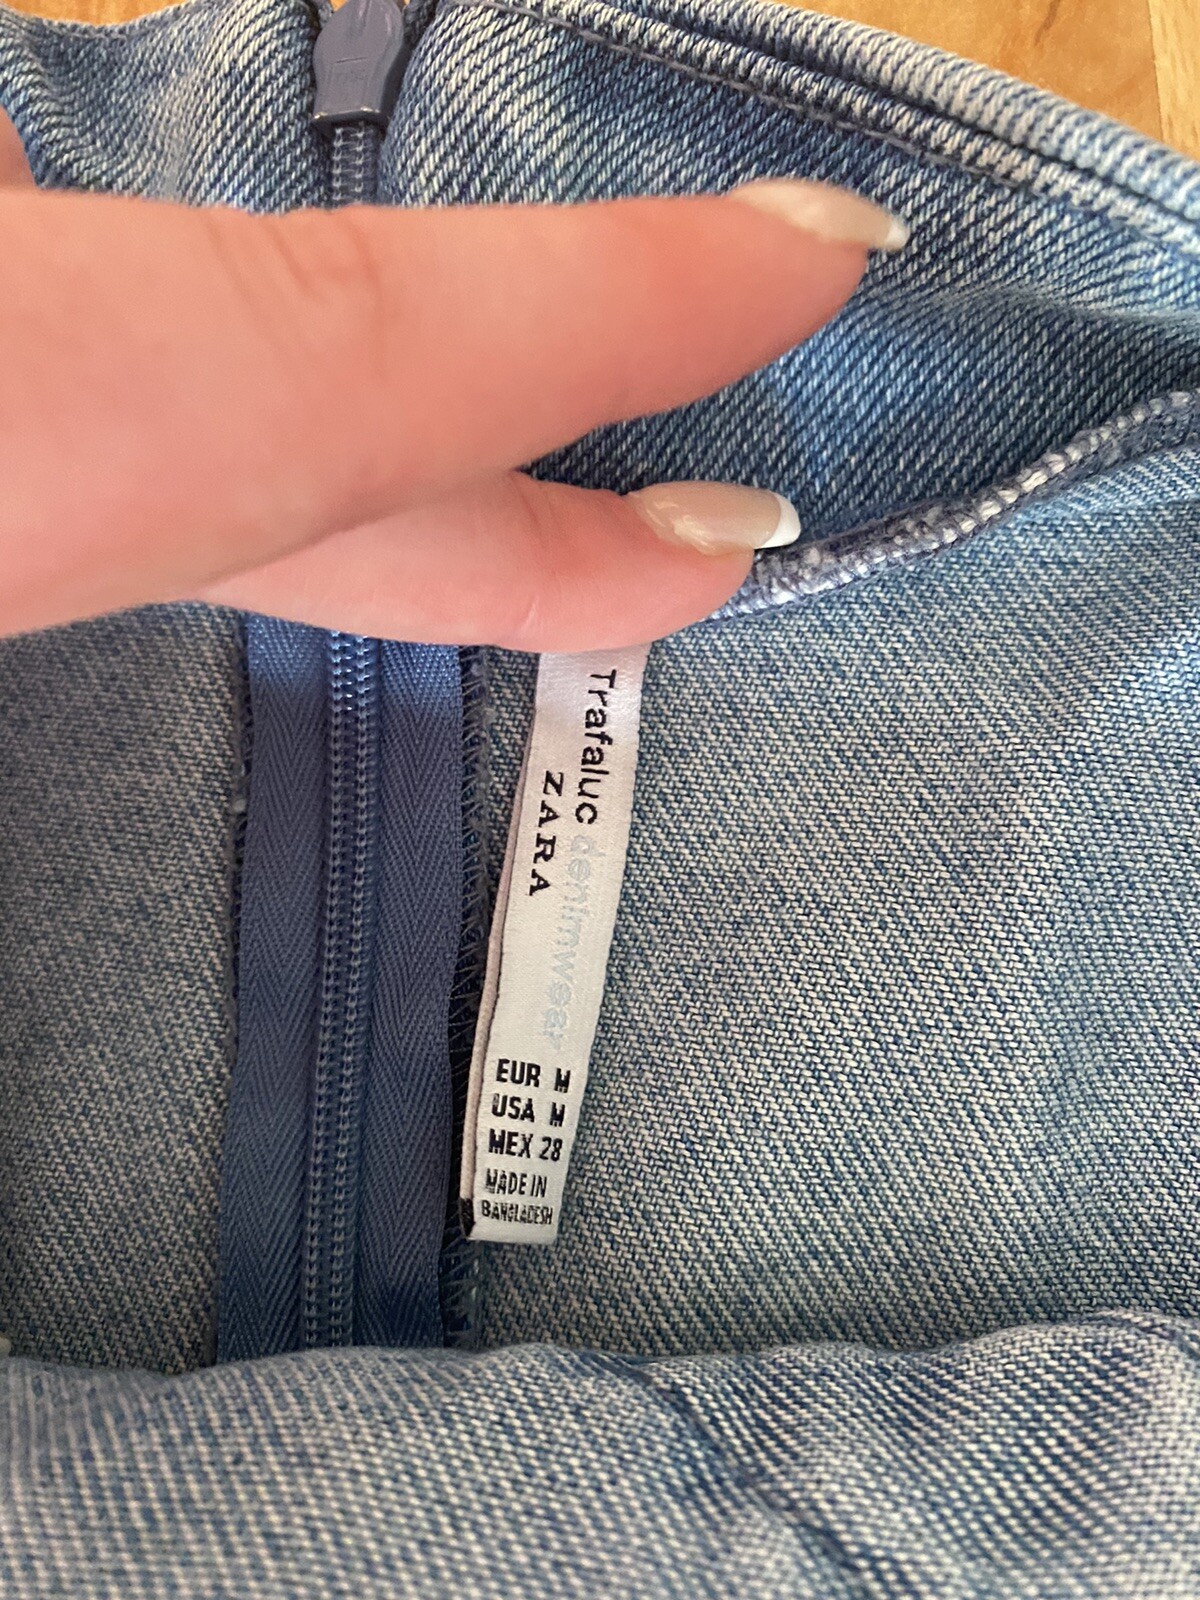 Trafaluc denimwear
ZARA
EUR M
USA M
MEX 28
MADE IN
BANGLADESH